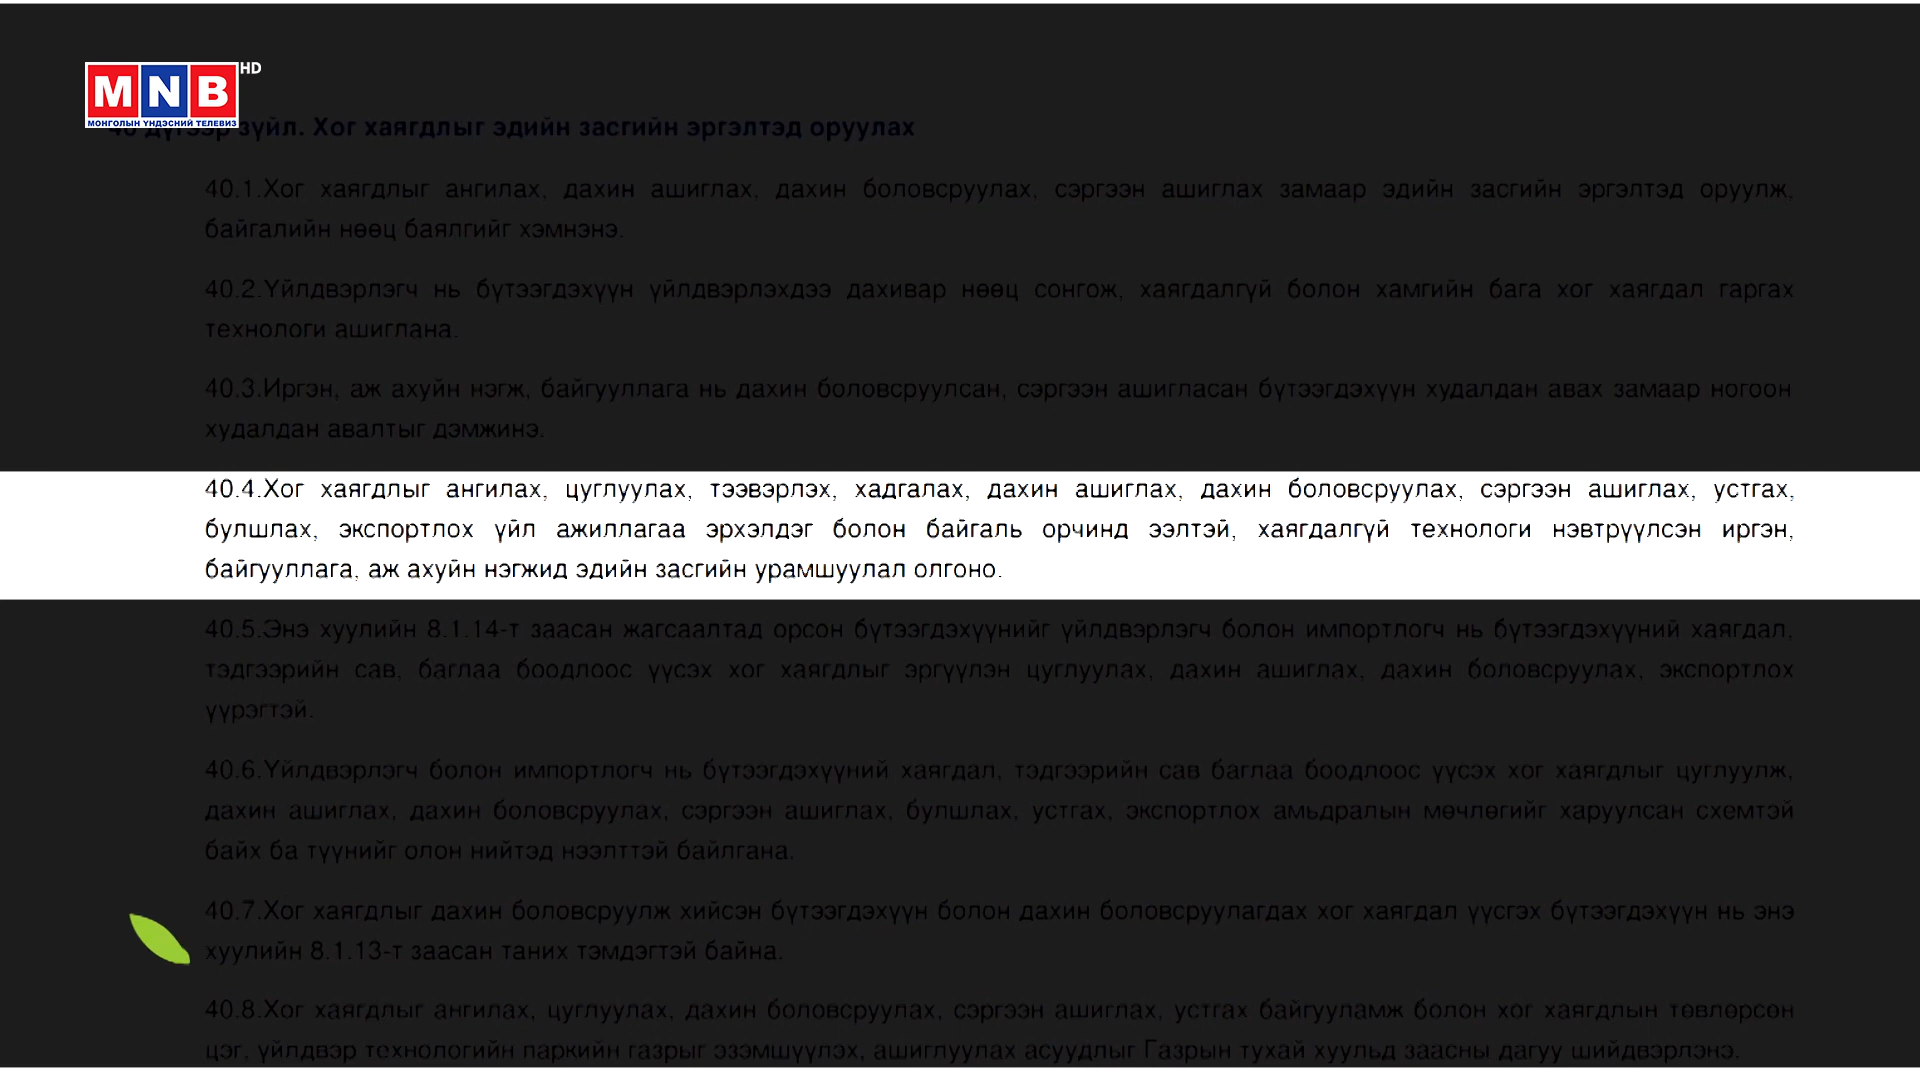 MNB HD
МОНГОЛЫН ҮНДЭСНИЙ ТЕЛЕВИЗ
40 дүгээр зүйл. Хог хаягдлыг эдийн засгийн эргэлтэд оруулах
40.1.Хог хаягдлыг ангилах, дахин ашиглах, дахин боловсруулах, сэргээн ашиглах замаар эдийн засгийн эргэлтэд оруулж,
байгалийн нөөц баялгийг хэмнэнэ.
40.2.Үйлдвэрлэгч нь бүтээгдэхүүн үйлдвэрлэхдээ дахивар нөөц сонгож, хаягдалгүй болон хамгийн бага хог хаягдал гаргах
технологи ашиглана.
40.3.Иргэн, аж ахуйн нэгж, байгууллага нь дахин боловсруулсан, сэргээн ашигласан бүтээгдэхүүн худалдан авах замаар ногоон
худалдан авалтыг дэмжинэ.
40.4.Хог хаягдлыг ангилах, цуглуулах, тээвэрлэх, хадгалах, дахин ашиглах, дахин боловсруулах, сэргээн ашиглах, устгах,
булшлах, экспортлох үйл ажиллагаа эрхэлдэг болон байгаль орчинд ээлтэй, хаягдалгүй технологи нэвтрүүлсэн иргэн,
байгууллага, аж ахуйн нэгжид эдийн засгийн урамшуулал олгоно.
40.5.Энэ хуулийн 8.1.14-т заасан жагсаалтад орсон бүтээгдэхүүнийг үйлдвэрлэгч болон импортлогч нь бүтээгдэхүүний хаягдал,
тэдгээрийн сав, баглаа боодлоос үүсэх хог хаягдлыг эргүүлэн цуглуулах, дахин ашиглах, дахин боловсруулах, экспортлох
үүрэгтэй.
40.6.Үйлдвэрлэгч болон импортлогч нь бүтээгдэхүүний хаягдал, тэдгээрийн сав баглаа боодлоос үүсэх хог хаягдлыг цуглуулж,
дахин ашиглах, дахин боловсруулах, сэргээн ашиглах, булшлах, устгах, экспортлох амьдралын мөчлөгийг харуулсан схемтэй
байх ба түүнийг олон нийтэд нээлттэй байлгана.
40.7.Хог хаягдлыг дахин боловсруулж хийсэн бүтээгдэхүүн болон дахин боловсруулагдах хог хаягдал үүсгэх бүтээгдэхүүн нь энэ
хуулийн 8.1.13-т заасан таних тэмдэгтэй байна.
40.8.Хог хаягдлыг ангилах, цуглуулах, дахин боловсруулах, сэргээн ашиглах, устгах байгууламж болон хог хаягдлын төвлөрсөн
цэг, үйлдвэр технологийн паркийн газрыг эзэмшүүлэх, ашиглуулах асуудлыг Газрын тухай хуульд заасны дагуу шийдвэрлэнэ.